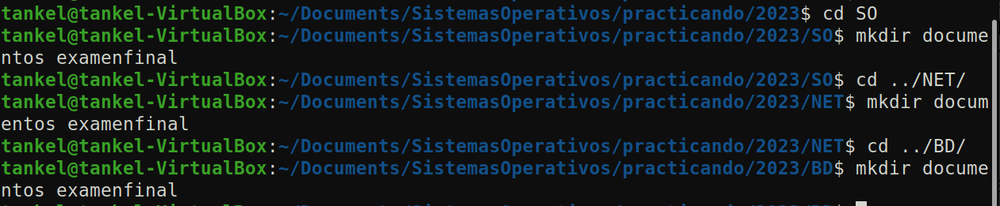 tankel@tankel-VirtualBox:~/Documents/SistemasOperativos/practicando/2023$ cd SO
tankel@tankel-VirtualBox:~/Documents/SistemasOperativos/practicando/2023/SO$ mkdir docume
ntos examenfinal
tankel@tankel-VirtualBox:~/Documents/SistemasOperativos/practicando/2023/SO$ cd ../NET/
tankel@tankel-VirtualBox:~/Documents/SistemasOperativos/practicando/2023/NET$ mkdir docum
entos examenfinal
tankel@tankel-VirtualBox:~/Documents/SistemasOperativos/practicando/2023/NET$ cd ../BD/
tankel@tankel-VirtualBox:~/Documents/SistemasOperativos/practicando/2023/BD$ mkdir docume
ntos examenfinal